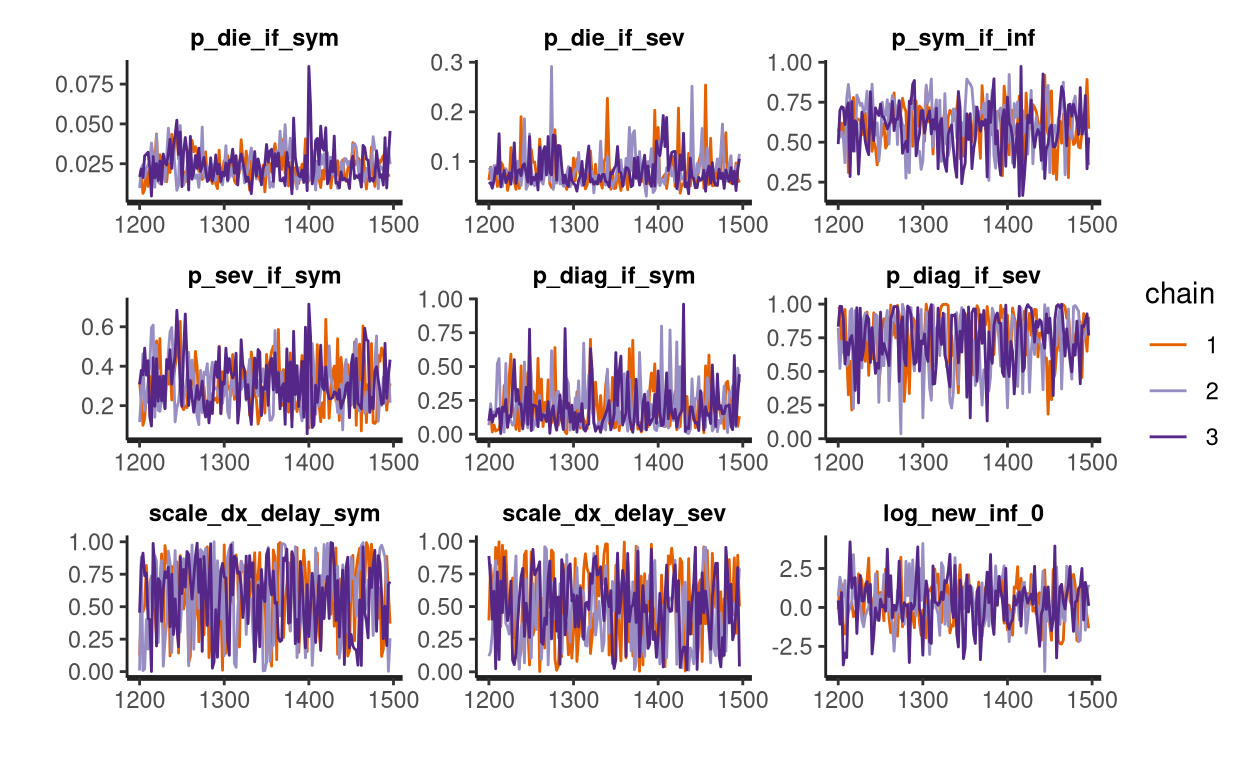 p_die_if_sym p_die_if_sev p_sym_if_inf
0.075 0.050 0.025
0.3 0.2 0.1
1.00 0.75 0.50 0.25
1200 1300 1400 1500 1200 1300 1400 1500 1200 1300 1400 1500
p_sev_if_sym p_diag_if_sym p_diag_if_sev
0.6 0.4 0.2
1.00 0.75 0.50 0.25 0.00
1.00 0.75 0.50 0.25 0.00
1200 1300 1400 1500 1200 1300 1400 1500 1200 1300 1400 1500
scale_dx_delay_sym scale_dx_delay_sev log_new_inf_0
1.00 0.75 0.50 0.25 0.00
1.00 0.75 0.50 0.25 0.00
2.5 0.0 -2.5
1200 1300 1400 1500 1200 1300 1400 1500 1200 1300 1400 1500
chain
1
2
3